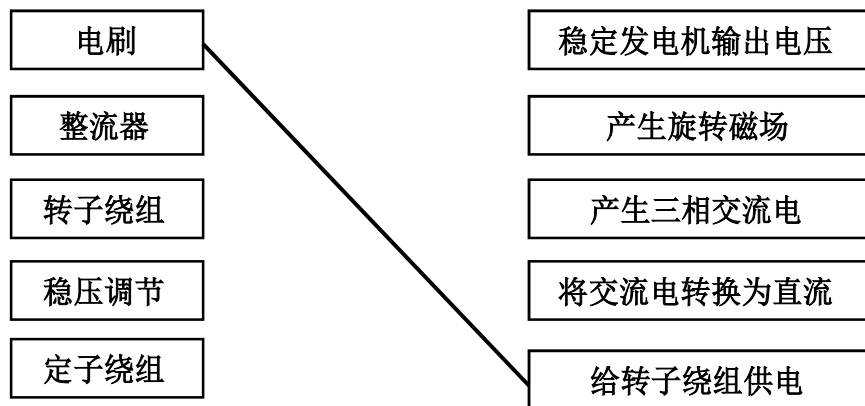 电刷
稳定发电机输出电压
整流器
产生旋转磁场
转子绕组
产生三相交流电
稳压调节
将交流电转换为直流
定子绕组
给转子绕组供电